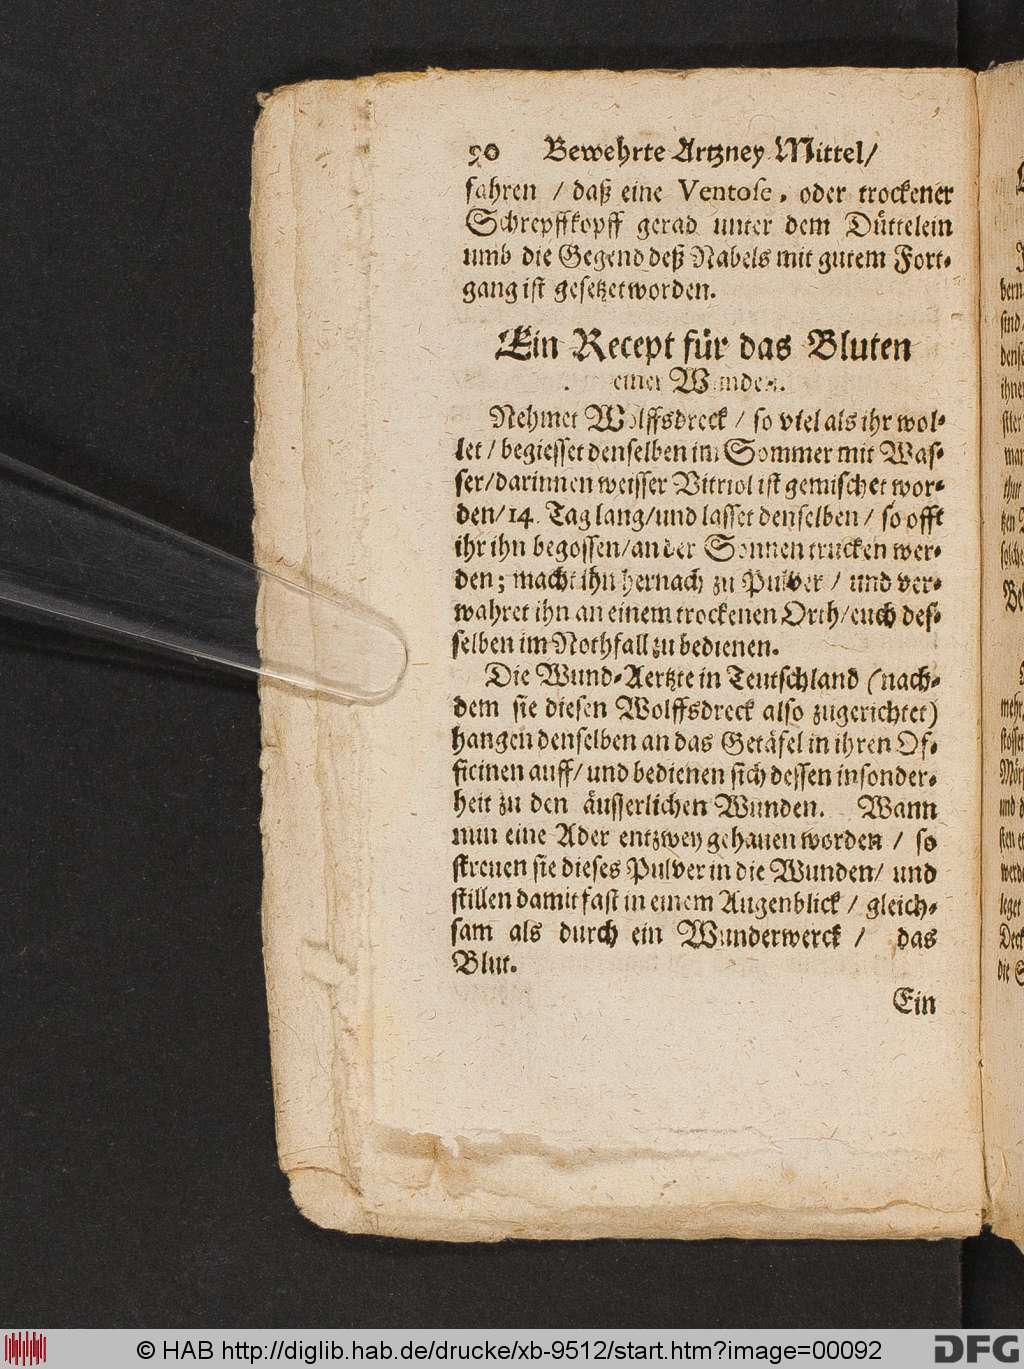 90 Bewehrte Artzney Mittel/
fahren / daß eine Ventose, oder trockener
Schrepffkopff gerad unter dem Düttelein
umb die Gegend deß Nabels mit gutem Fort-
gang ist gesetzet worden.
Ein Recept für das Bluten
einer Wunden.
Nehmet Wolffsdreck / so viel als ihr wol-
let / begiesset denselben im Sommer mit Was-
ser/darinnen weisser Vitriol ist gemischet wor-
den/14. Tag lang/und lasset denselben / so offt
ihr ihn begossen/an der Sonnen trucken wer-
den; macht ihn hernach zu Pulver / und ver-
wahret ihn an einem trockenen Orth/euch des-
selben im Nothfall zu bedienen.
Die Wund-Aertzte in Teutschland (nach-
dem sie diesen Wolffsdreck also zugerichtet)
hangen denselben an das Getäfel in ihren Of-
ficinen auff/ und bedienen sich dessen insonder-
heit zu den äusserlichen Wunden. Wann
nun eine Ader entzwey gehauen worden / so
streuen sie dieses Pulver in die Wunden/ und
stillen damit fast in einem Augenblick / gleich-
sam als durch ein Wunderwerck / das
Blut.
Ein
© HAB http://diglib.hab.de/drucke/xb-9512/start.htm?image=00092
DFG